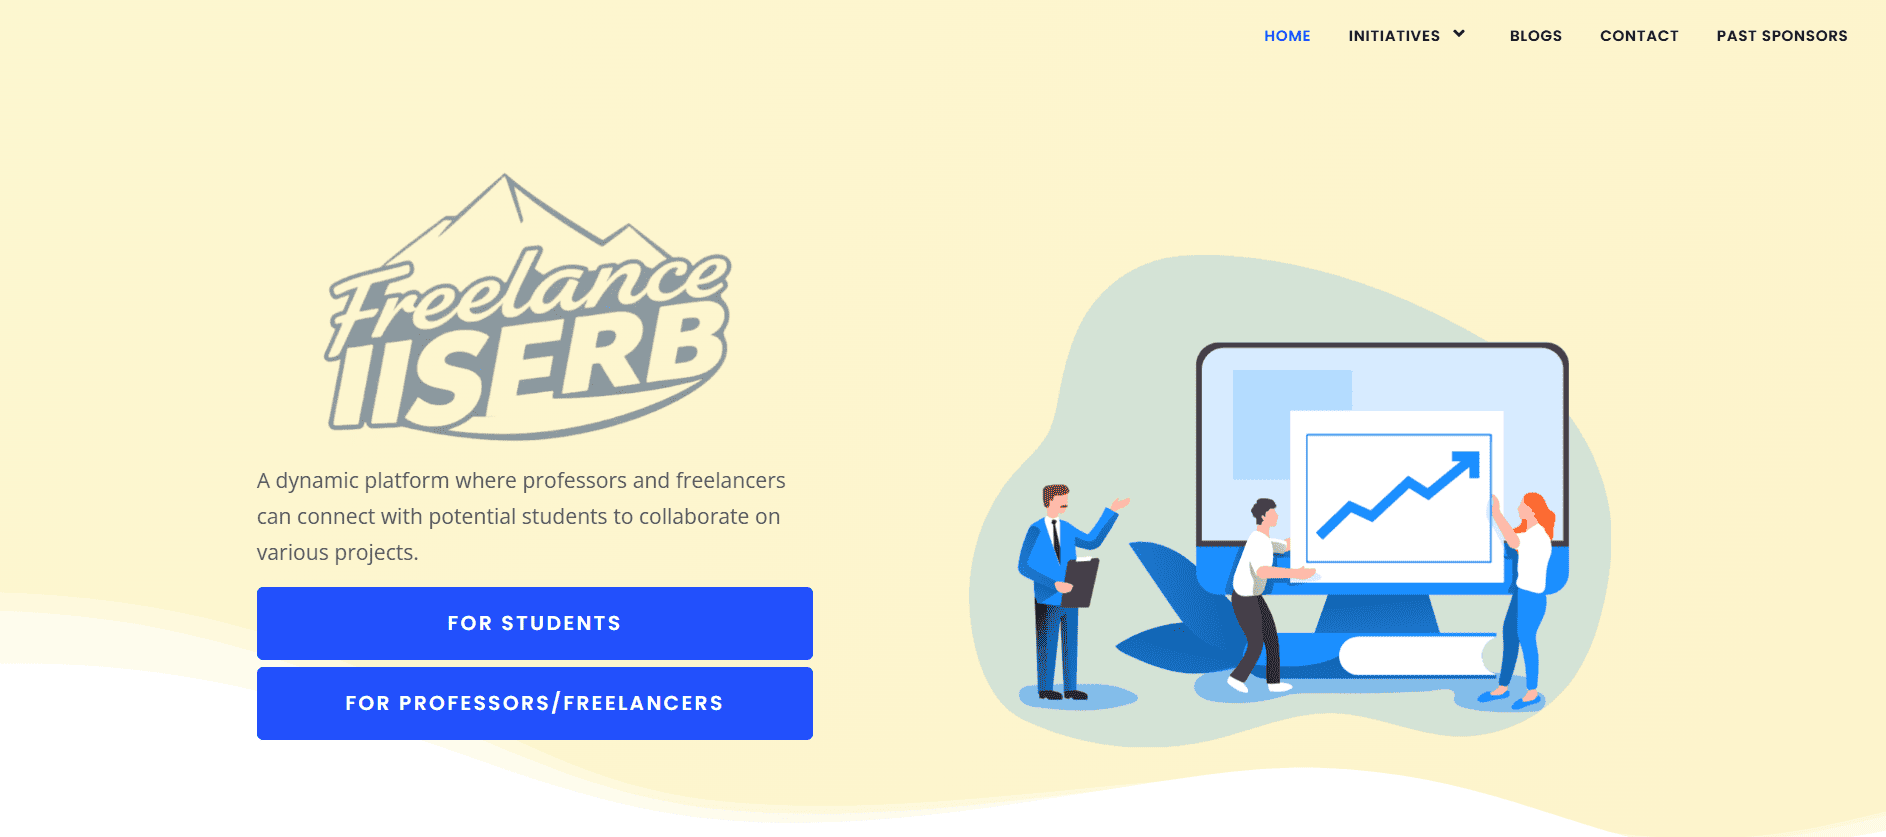 HOME INITIATIVES BLOGS CONTACT PAST SPONSORS
Freelance
IISERB
A dynamic platform where professors and freelancers
can connect with potential students to collaborate on
various projects.
FOR STUDENTS
FOR PROFESSORS/FREELANCERS